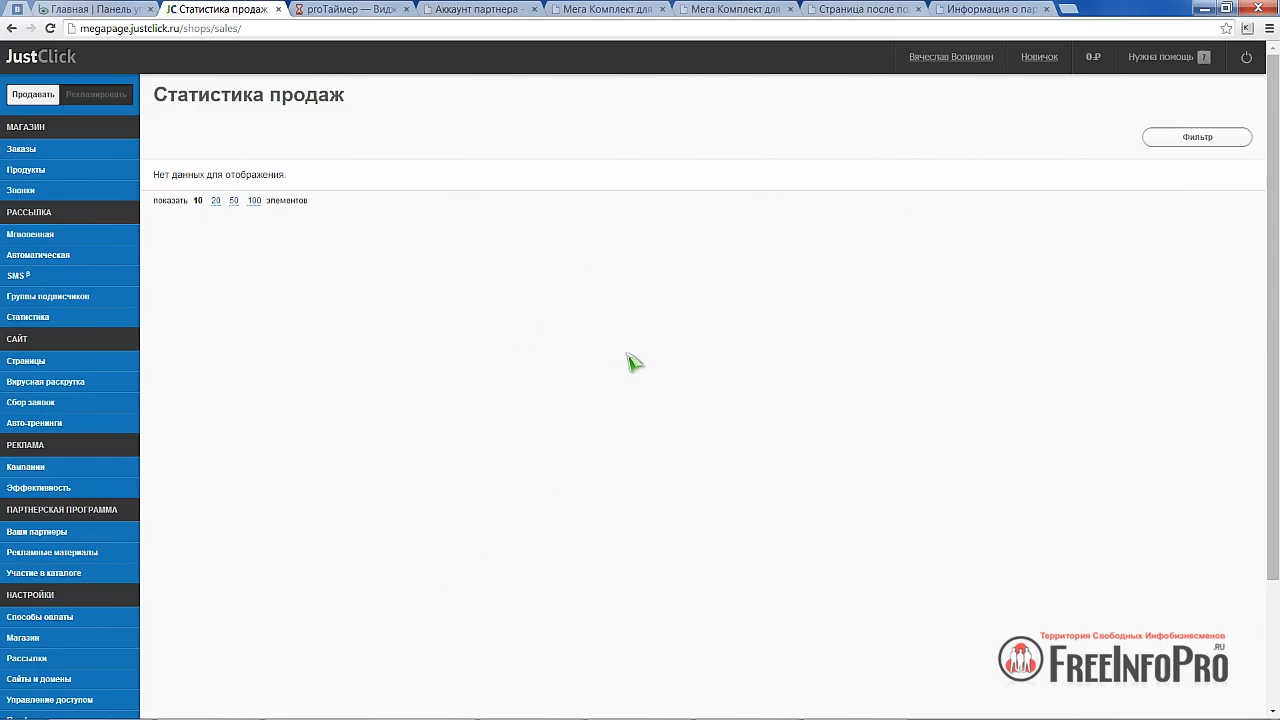 Главная | Панель у
Статистика продаж
proТаймер — Видж
Аккаунт партнера -
Мега Комплект для
Мега Комплект для
Страница после по
Информация о пар
megapage.justclick.ru/shops/sales/
JustClick
Вячеслав Вопилкин
Новичок
0 ₽
Нужна помощь ?
Продавать
Рекламировать
Статистика продаж
Фильтр
Нет данных для отображения.
показать 10 20 50 100 элементов
МАГАЗИН
Заказы
Продукты
Звонки
РАССЫЛКА
Мгновенная
Автоматическая
SMS β
Группы подписчиков
Статистика
САЙТ
Страницы
Вирусная раскрутка
Сбор заявок
Авто-тренинги
РЕКЛАМА
Кампании
Эффективность
ПАРТНЕРСКАЯ ПРОГРАММА
Ваши партнеры
Рекламные материалы
Участие в каталоге
НАСТРОЙКИ
Способы оплаты
Магазин
Рассылки
Сайты и домены
Управление доступом
Территория Свободных Инфобизнесменов
FREEINFOPRO .RU